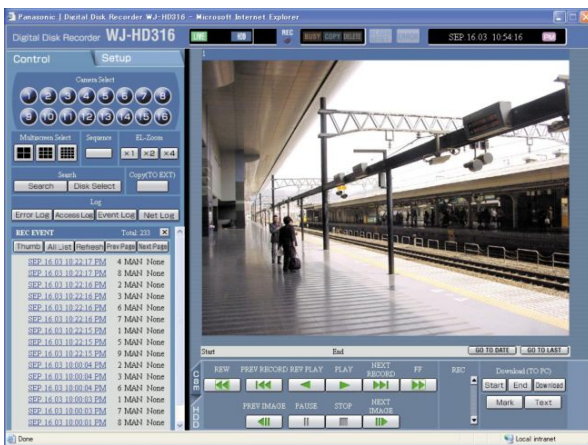 Panasonic | Digital Disk Recorder WJ-HD316 - Microsoft Internet Explorer
Digital Disk Recorder WJ-HD316
LIVE HDD REC BUSY COPY DELETE ALERT ERROR SEP.16.03 10:54:16 PM
Control Setup
1
Camera Select
1 2 3 4 5 6 7 8
9 10 11 12 13 14 15 16
Multiscreen Select Sequence EL-Zoom
×1 ×2 ×4
Search Copy(TO EXT)
Search Disk Select
Log
Error Log Access Log Event Log Net Log
REC EVENT Total: 233
Thumb All List Refresh Prev Page Next Page
SEP.16.03 10:22:17 PM 4 MAN None
SEP.16.03 10:22:17 PM 8 MAN None
SEP.16.03 10:22:16 PM 2 MAN None
SEP.16.03 10:22:16 PM 3 MAN None
SEP.16.03 10:22:16 PM 6 MAN None
SEP.16.03 10:22:16 PM 7 MAN None
SEP.16.03 10:22:15 PM 1 MAN None
SEP.16.03 10:22:15 PM 5 MAN None
SEP.16.03 10:22:15 PM 9 MAN None
SEP.16.03 10:00:04 PM 2 MAN None
SEP.16.03 10:00:04 PM 3 MAN None
SEP.16.03 10:00:04 PM 6 MAN None
SEP.16.03 10:00:03 PM 1 MAN None
SEP.16.03 10:00:03 PM 7 MAN None
SEP.16.03 10:00:01 PM 8 MAN None
Start End GO TO DATE GO TO LAST
Cam
HDD
REW PREV RECORD REV PLAY PLAY NEXT RECORD FF
PREV IMAGE PAUSE STOP NEXT IMAGE
REC
Download(TO PC)
Start End Download
Mark Text
Done Local intranet